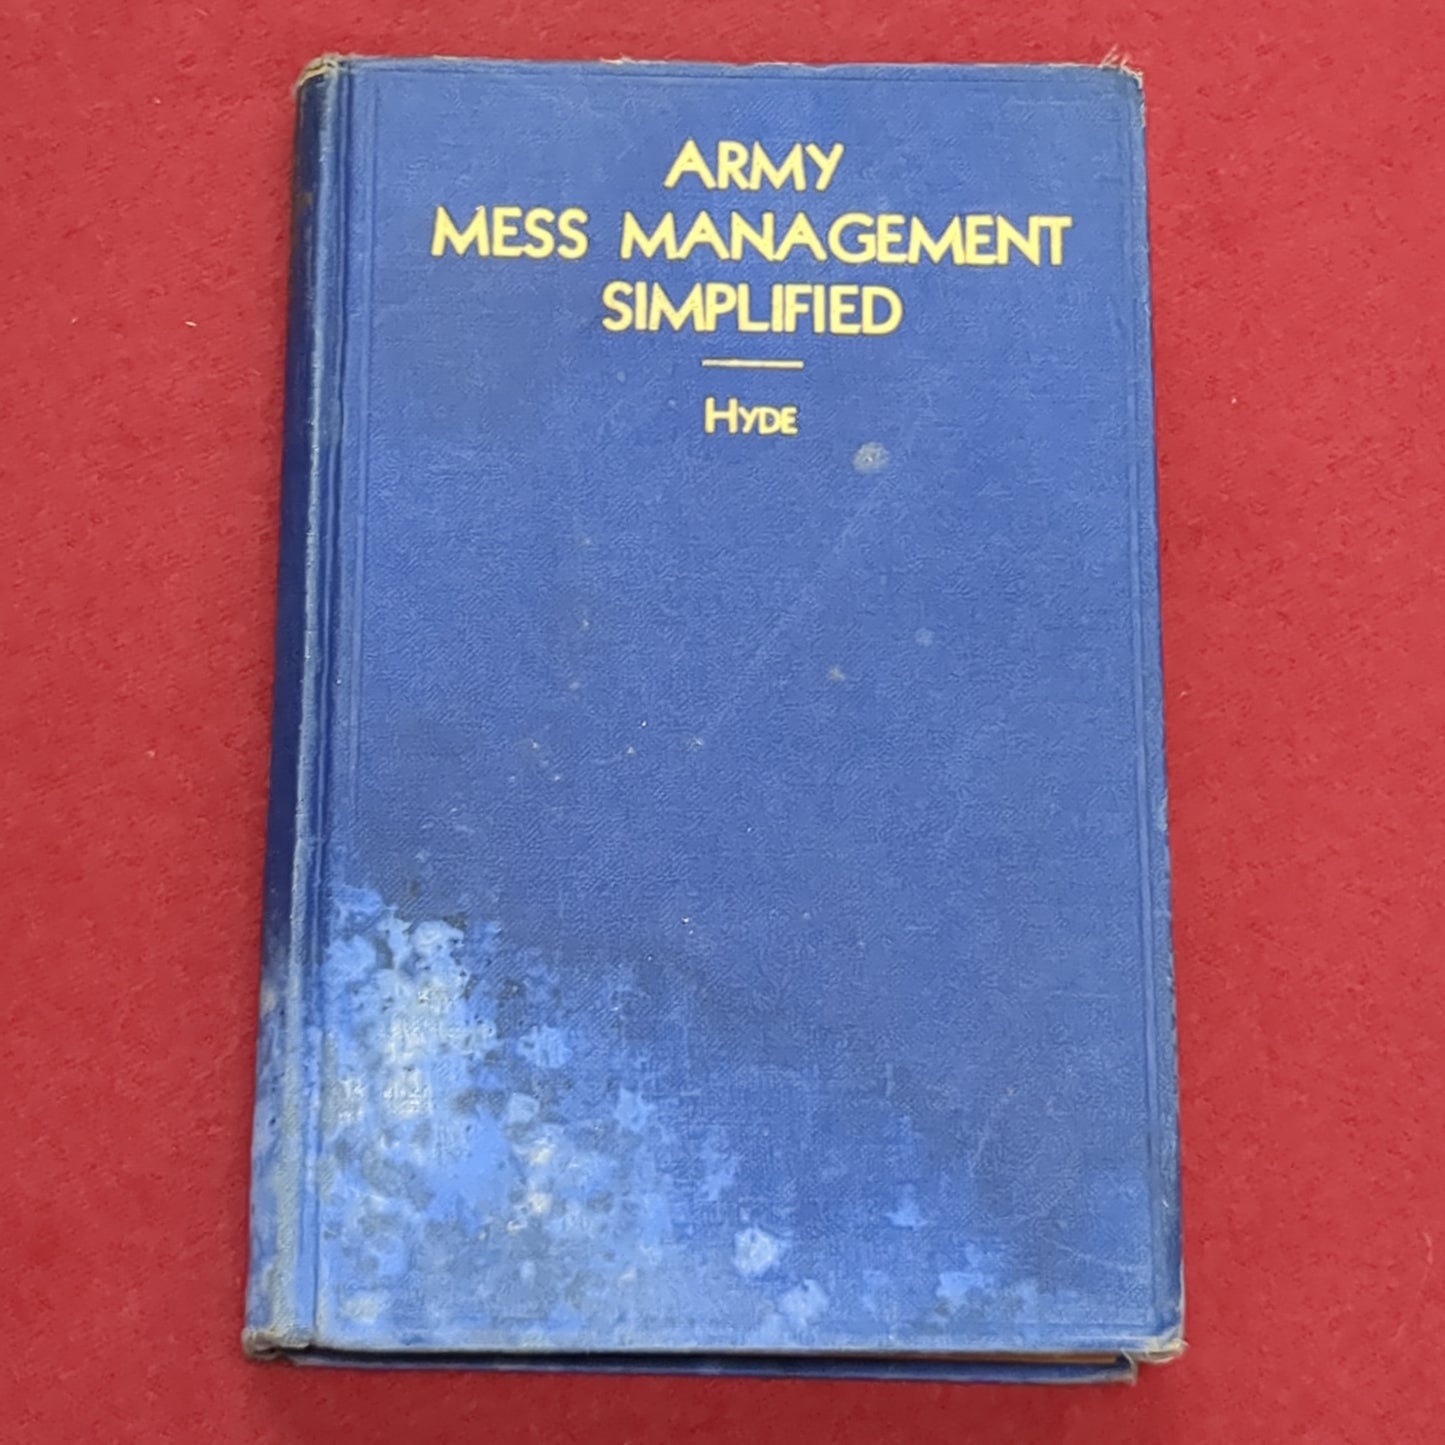 ARMY
MESS MANAGEMENT
SIMPLIFIED
HYDE